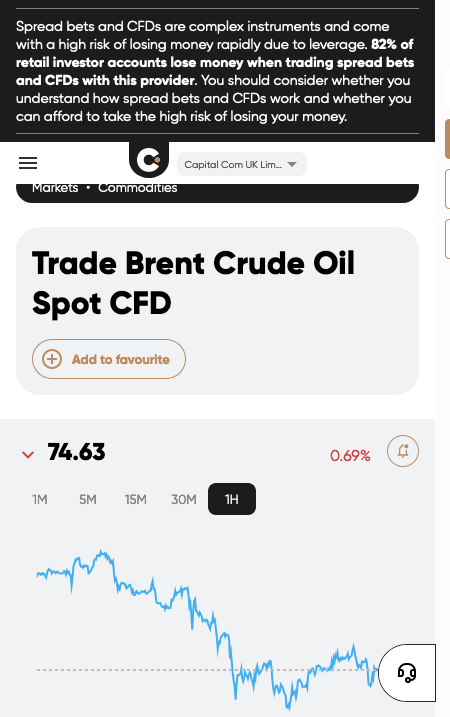 Spread bets and CFDs are complex instruments and come
with a high risk of losing money rapidly due to leverage. 82% of
retail investor accounts lose money when trading spread bets
and CFDs with this provider. You should consider whether you
understand how spread bets and CFDs work and whether you
can afford to take the high risk of losing your money.
Capital Com UK Lim...
Markets • Commodities
Trade Brent Crude Oil
Spot CFD
Add to favourite
74.63
0.69%
1M 5M 15M 30M 1H